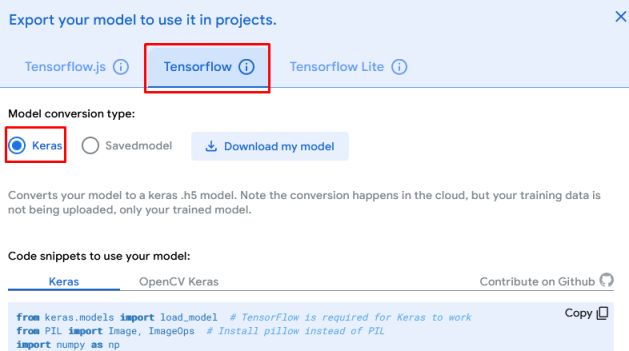 Export your model to use it in projects.
Tensorflow.js Tensorflow Tensorflow Lite
Model conversion type:
Keras Savedmodel Download my model
Converts your model to a keras .h5 model. Note the conversion happens in the cloud, but your training data is
not being uploaded, only your trained model.
Code snippets to use your model:
Keras OpenCV Keras Contribute on Github
from keras.models import load_model # TensorFlow is required for Keras to work
Copy
from PIL import Image, ImageOps # Install pillow instead of PIL
import numpy as np